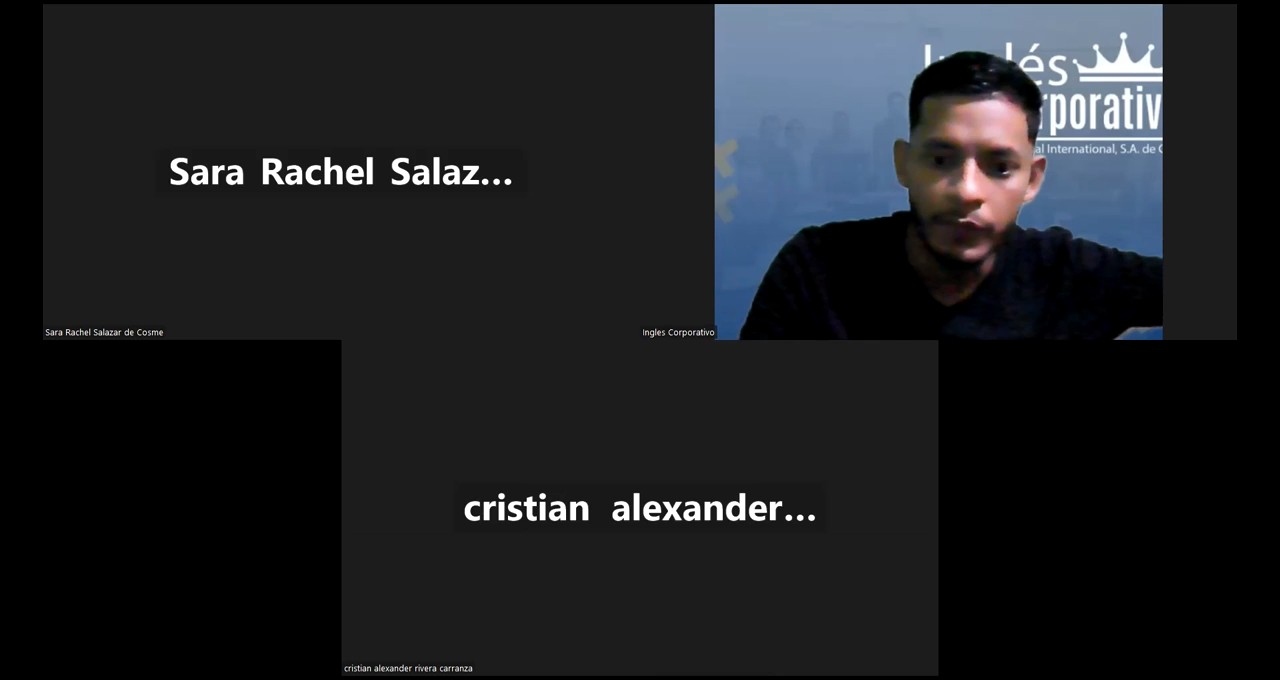 Sara Rachel Salaz...
Sara Rachel Salazar de Cosme
Ingles Corporativo
cristian alexander...
cristian alexander rivera carranza